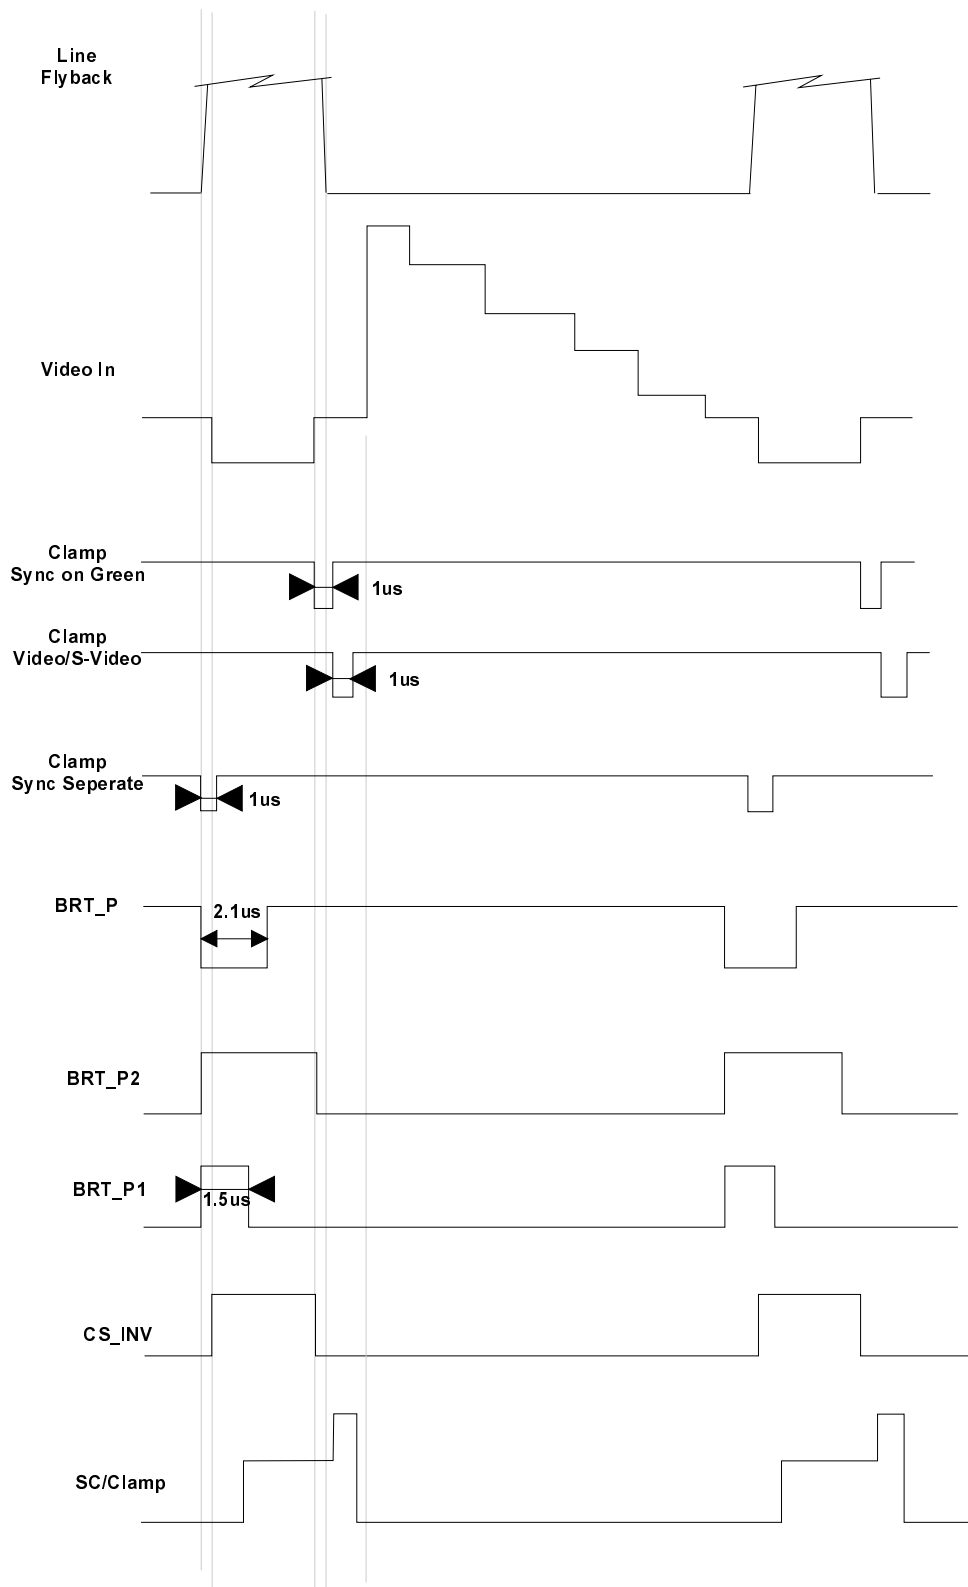 Line
Flyback
Video In
Clamp
Sync on Green
1us
Clamp
Video/S-Video
1us
Clamp
Sync Seperate
1us
BRT_P
2.1us
BRT_P2
BRT_P1
1.5us
CS_INV
SC/Clamp